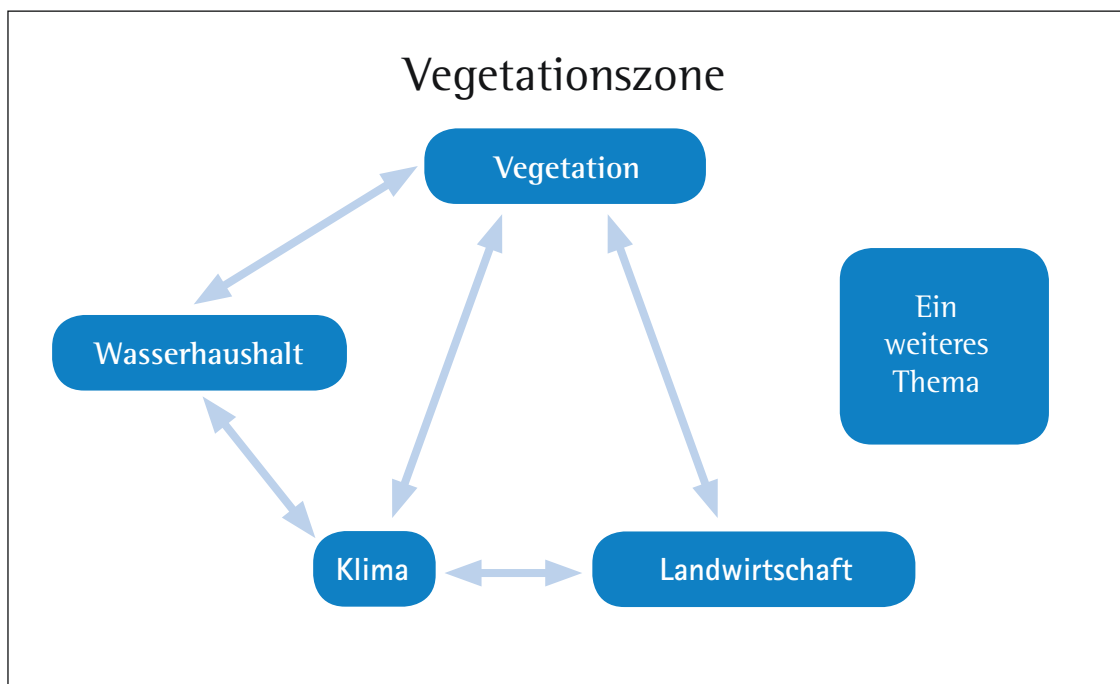 Vegetationszone
Vegetation
Wasserhaushalt
Ein
weiteres
Thema
Klima
Landwirtschaft